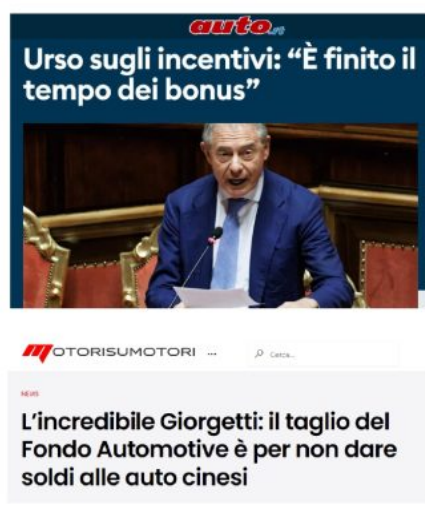 auto.it
Urso sugli incentivi: “È finito il
tempo dei bonus”
MOTORISUMOTORI ...
Cerca...
NEWS
L’incredibile Giorgetti: il taglio del
Fondo Automotive è per non dare
soldi alle auto cinesi